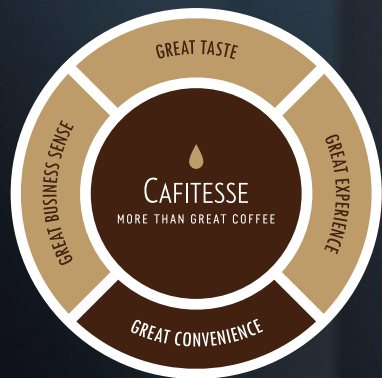 GREAT TASTE
GREAT BUSINESS SENSE
CAFITESSE
MORE THAN GREAT COFFEE
GREAT EXPERIENCE
GREAT CONVENIENCE